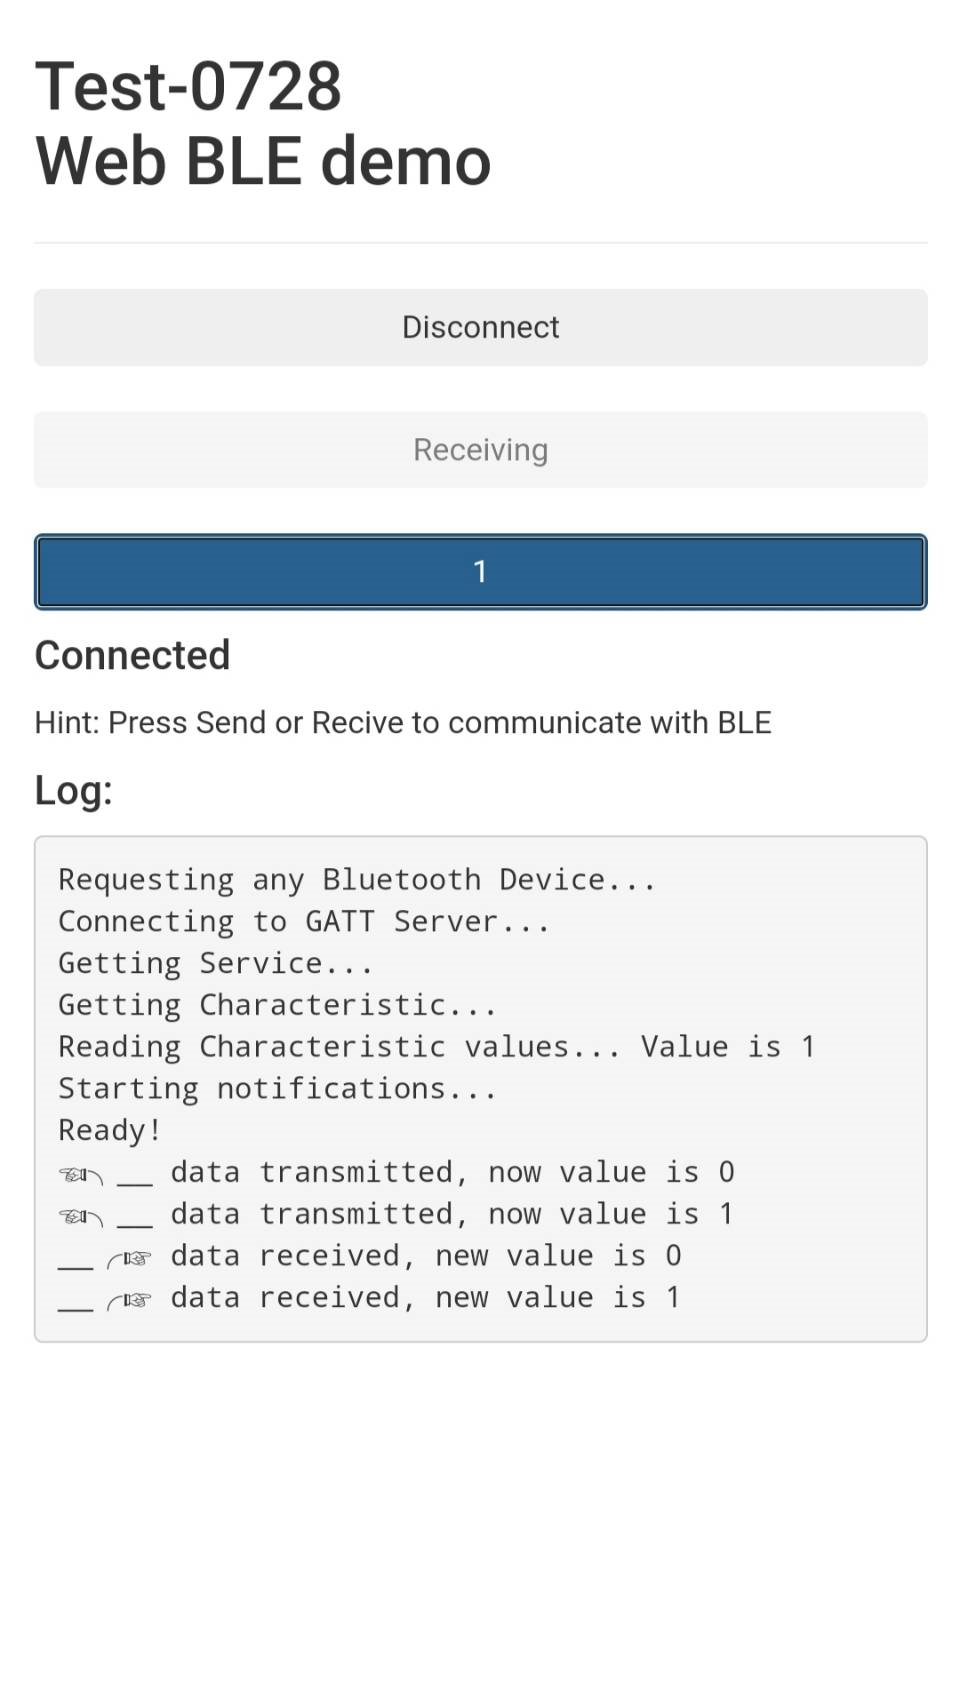 Test-0728
Web BLE demo
Disconnect
Receiving
1
Connected
Hint: Press Send or Recive to communicate with BLE
Log:
Requesting any Bluetooth Device...
Connecting to GATT Server...
Getting Service...
Getting Characteristic...
Reading Characteristic values... Value is 1
Starting notifications...
Ready!
☜╮__ data transmitted, now value is 0
☜╮__ data transmitted, now value is 1
__╭☞ data received, new value is 0
__╭☞ data received, new value is 1